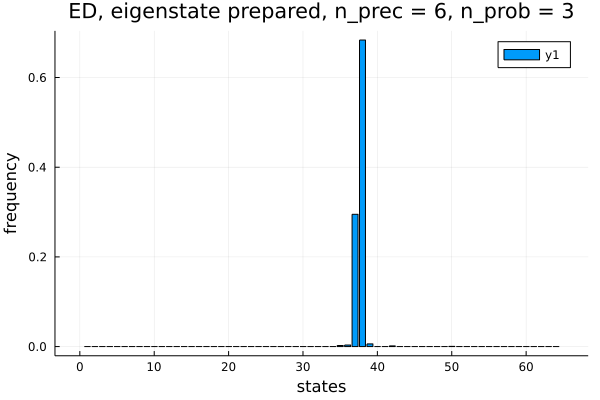 ED, eigenstate prepared, n_prec = 6, n_prob = 3
y1
frequency
0.6
0.4
0.2
0.0
0 10 20 30 40 50 60
states